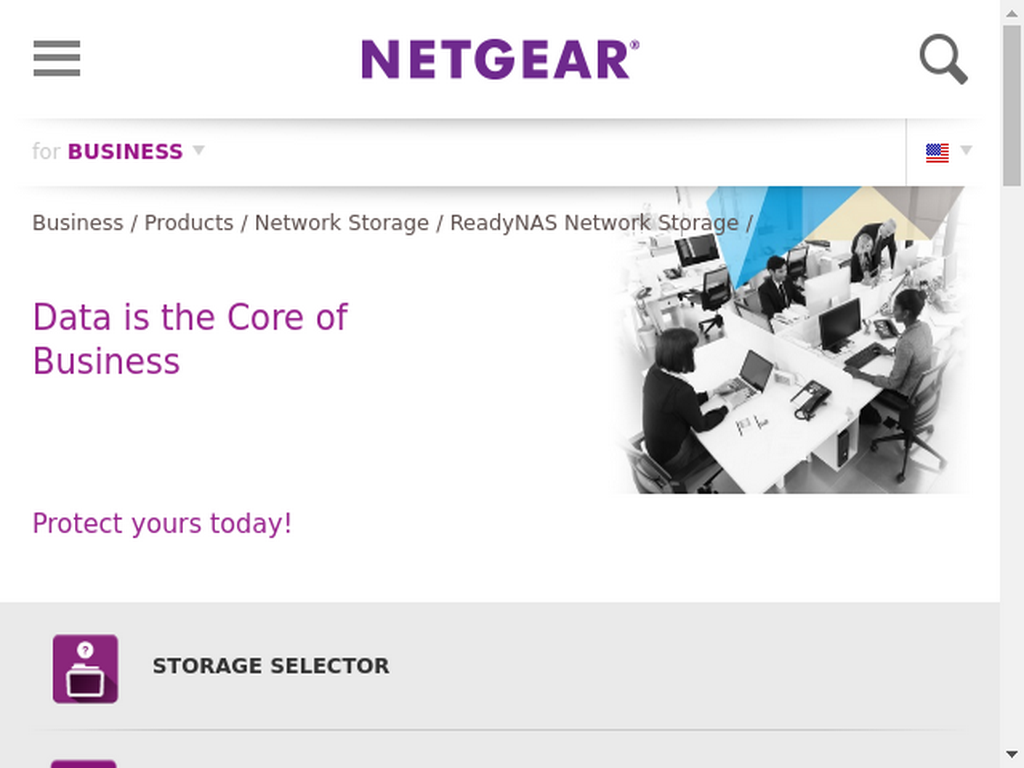 NETGEAR®
for BUSINESS
Business / Products / Network Storage / ReadyNAS Network Storage /
Data is the Core of
Business
Protect yours today!
?
STORAGE SELECTOR